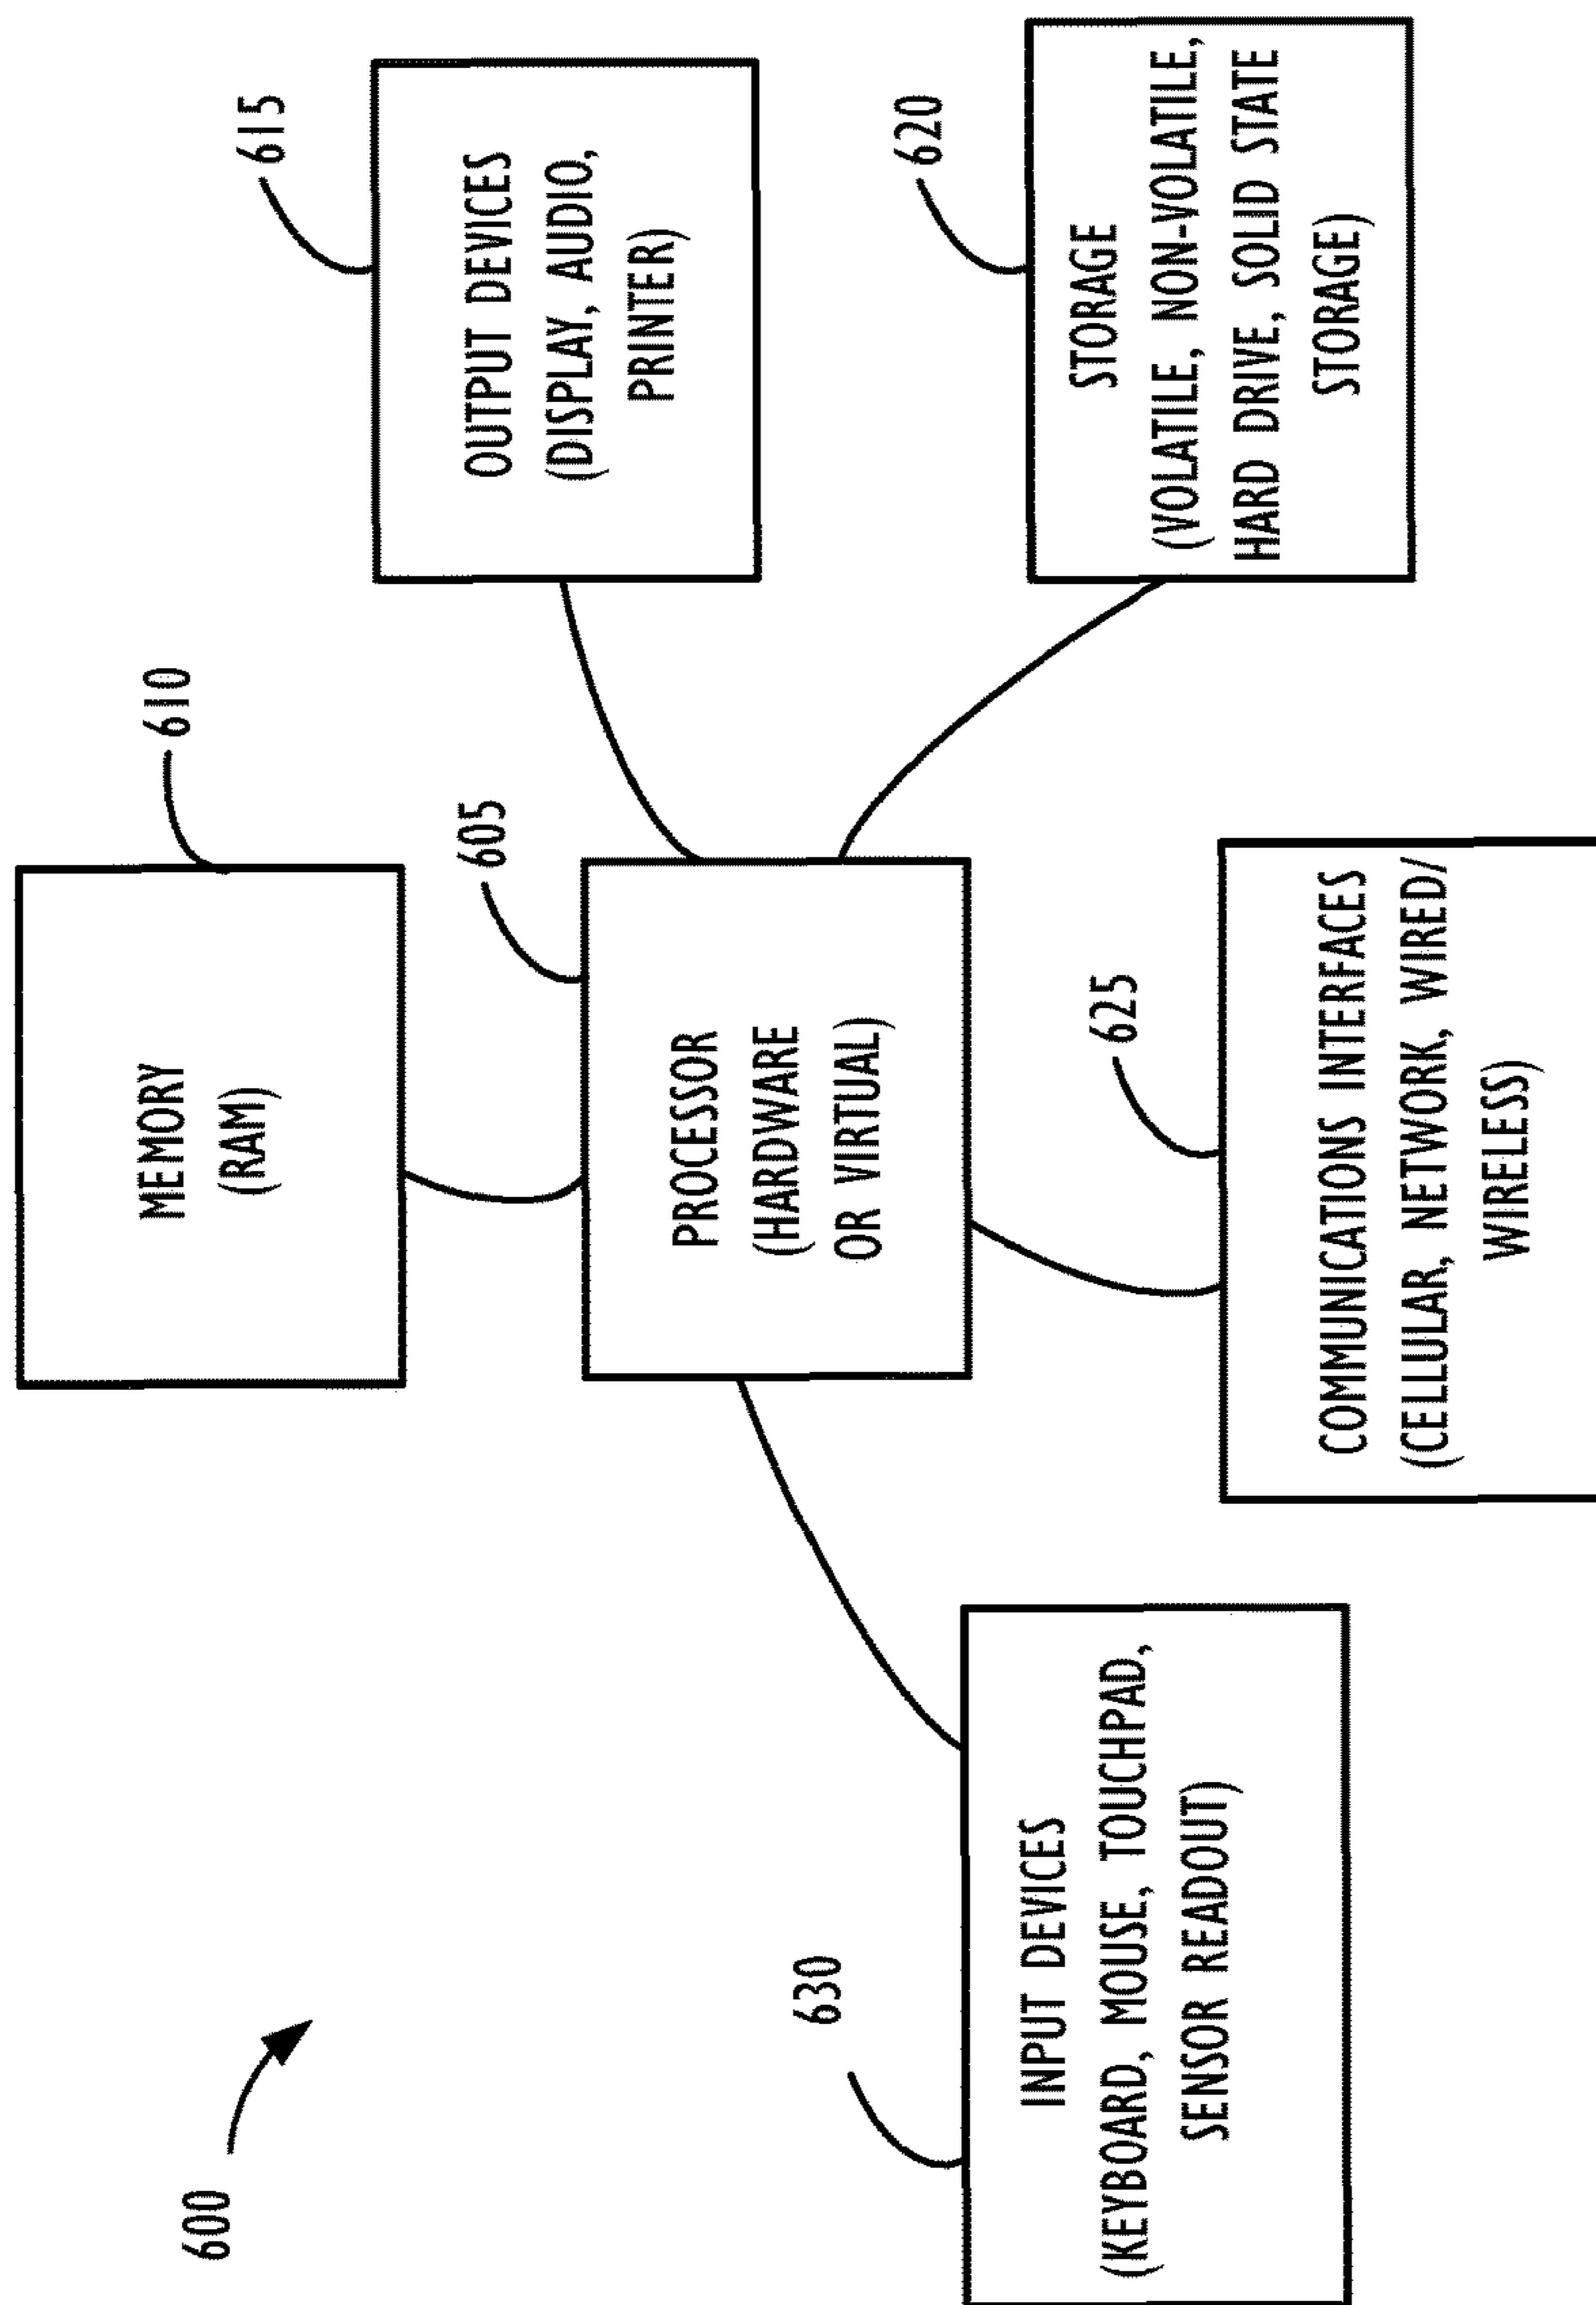 600
MEMORY
(RAM)
610
OUTPUT DEVICES
(DISPLAY, AUDIO,
PRINTER)
615
PROCESSOR
(HARDWARE
OR VIRTUAL)
605
INPUT DEVICES
(KEYBOARD, MOUSE, TOUCHPAD,
SENSOR READOUT)
630
COMMUNICATIONS INTERFACES
(CELLULAR, NETWORK, WIRED/
WIRELESS)
625
STORAGE
(VOLATILE, NON-VOLATILE,
HARD DRIVE, SOLID STATE
STORAGE)
620